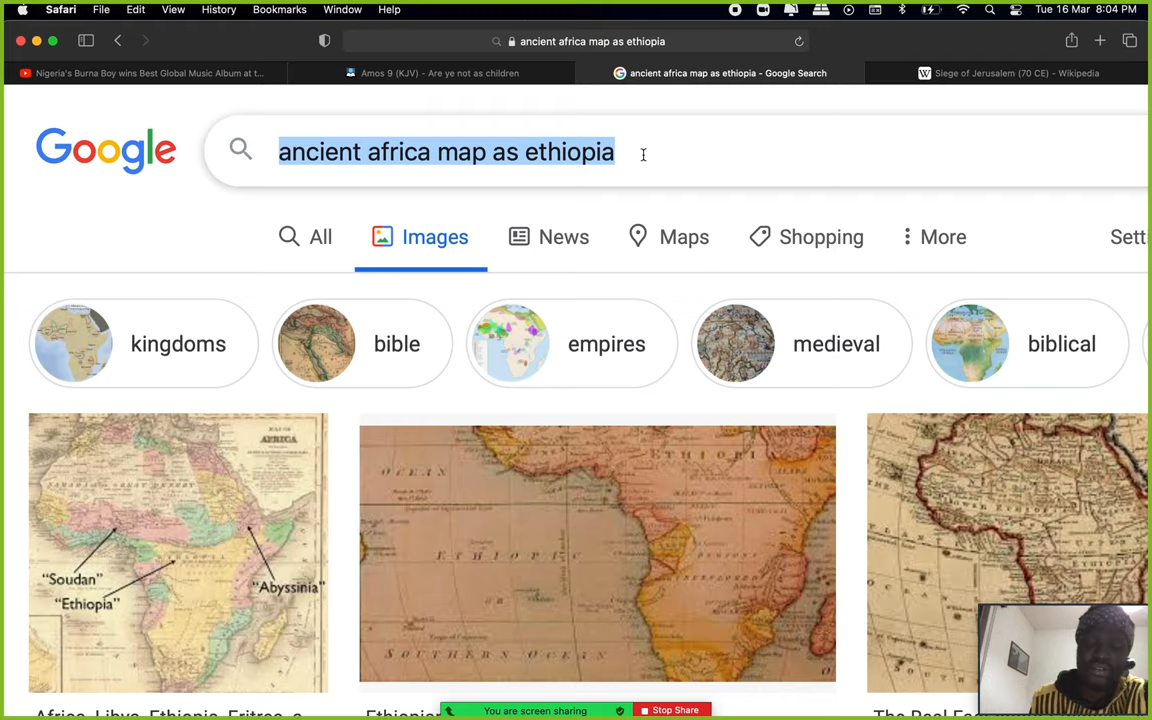 Safari File Edit View History Bookmarks Window Help Tue 16 Mar 8:04 PM
ancient africa map as ethiopia
Nigeria's Burna Boy wins Best Global Music Album at t...
Amos 9 (KJV) - Are ye not as children
ancient africa map as ethiopia - Google Search
W Siege of Jerusalem (70 CE) - Wikipedia
Google
ancient africa map as ethiopia
All
Images
News
Maps
Shopping
More
Sett
kingdoms
bible
empires
medieval
biblical
AFRICA
"Soudan"
"Ethiopia"
"Abyssinia"
OCEAN
ETHIOPI
ETHIOPIC
OR
SOUTHERN OCEAN
You are screen sharing
Stop Share